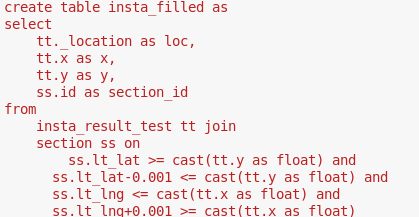 create table insta_filled as
select
    tt._location as loc,
    tt.x as x,
    tt.y as y,
    ss.id as section_id
from
    insta_result_test tt join
    section ss on
        ss.lt_lat >= cast(tt.y as float) and
      ss.lt_lat-0.001 <= cast(tt.y as float) and
      ss.lt_lng <= cast(tt.x as float) and
      ss.lt_lng+0.001 >= cast(tt.x as float)